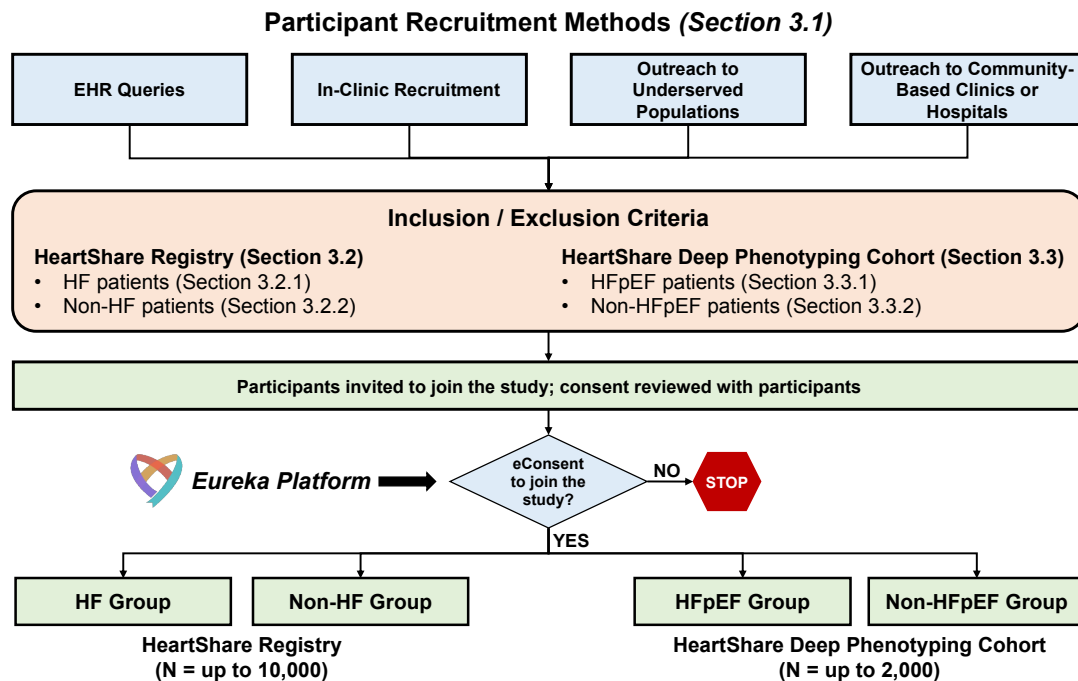 Participant Recruitment Methods (Section 3.1)
EHR Queries
In-Clinic Recruitment
Outreach to
Underserved
Populations
Outreach to Community-
Based Clinics or
Hospitals
Inclusion / Exclusion Criteria
HeartShare Registry (Section 3.2)
• HF patients (Section 3.2.1)
• Non-HF patients (Section 3.2.2)
HeartShare Deep Phenotyping Cohort (Section 3.3)
• HFpEF patients (Section 3.3.1)
• Non-HFpEF patients (Section 3.3.2)
Participants invited to join the study; consent reviewed with participants
Eureka Platform
eConsent
to join the
study?
NO
STOP
YES
HF Group
Non-HF Group
HFpEF Group
Non-HFpEF Group
HeartShare Registry
(N = up to 10,000)
HeartShare Deep Phenotyping Cohort
(N = up to 2,000)